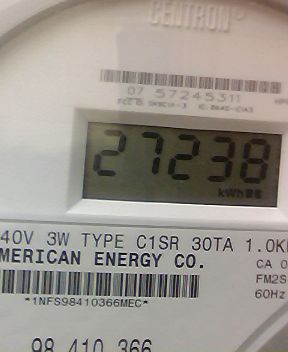 CENTRON®
07 57245311
27238
kWh
40V 3W TYPE C1SR 30TA 1.0K
MERICAN ENERGY CO.
CA 0
FM2S
60Hz
*1NFS98410366MEC*
98 410 366